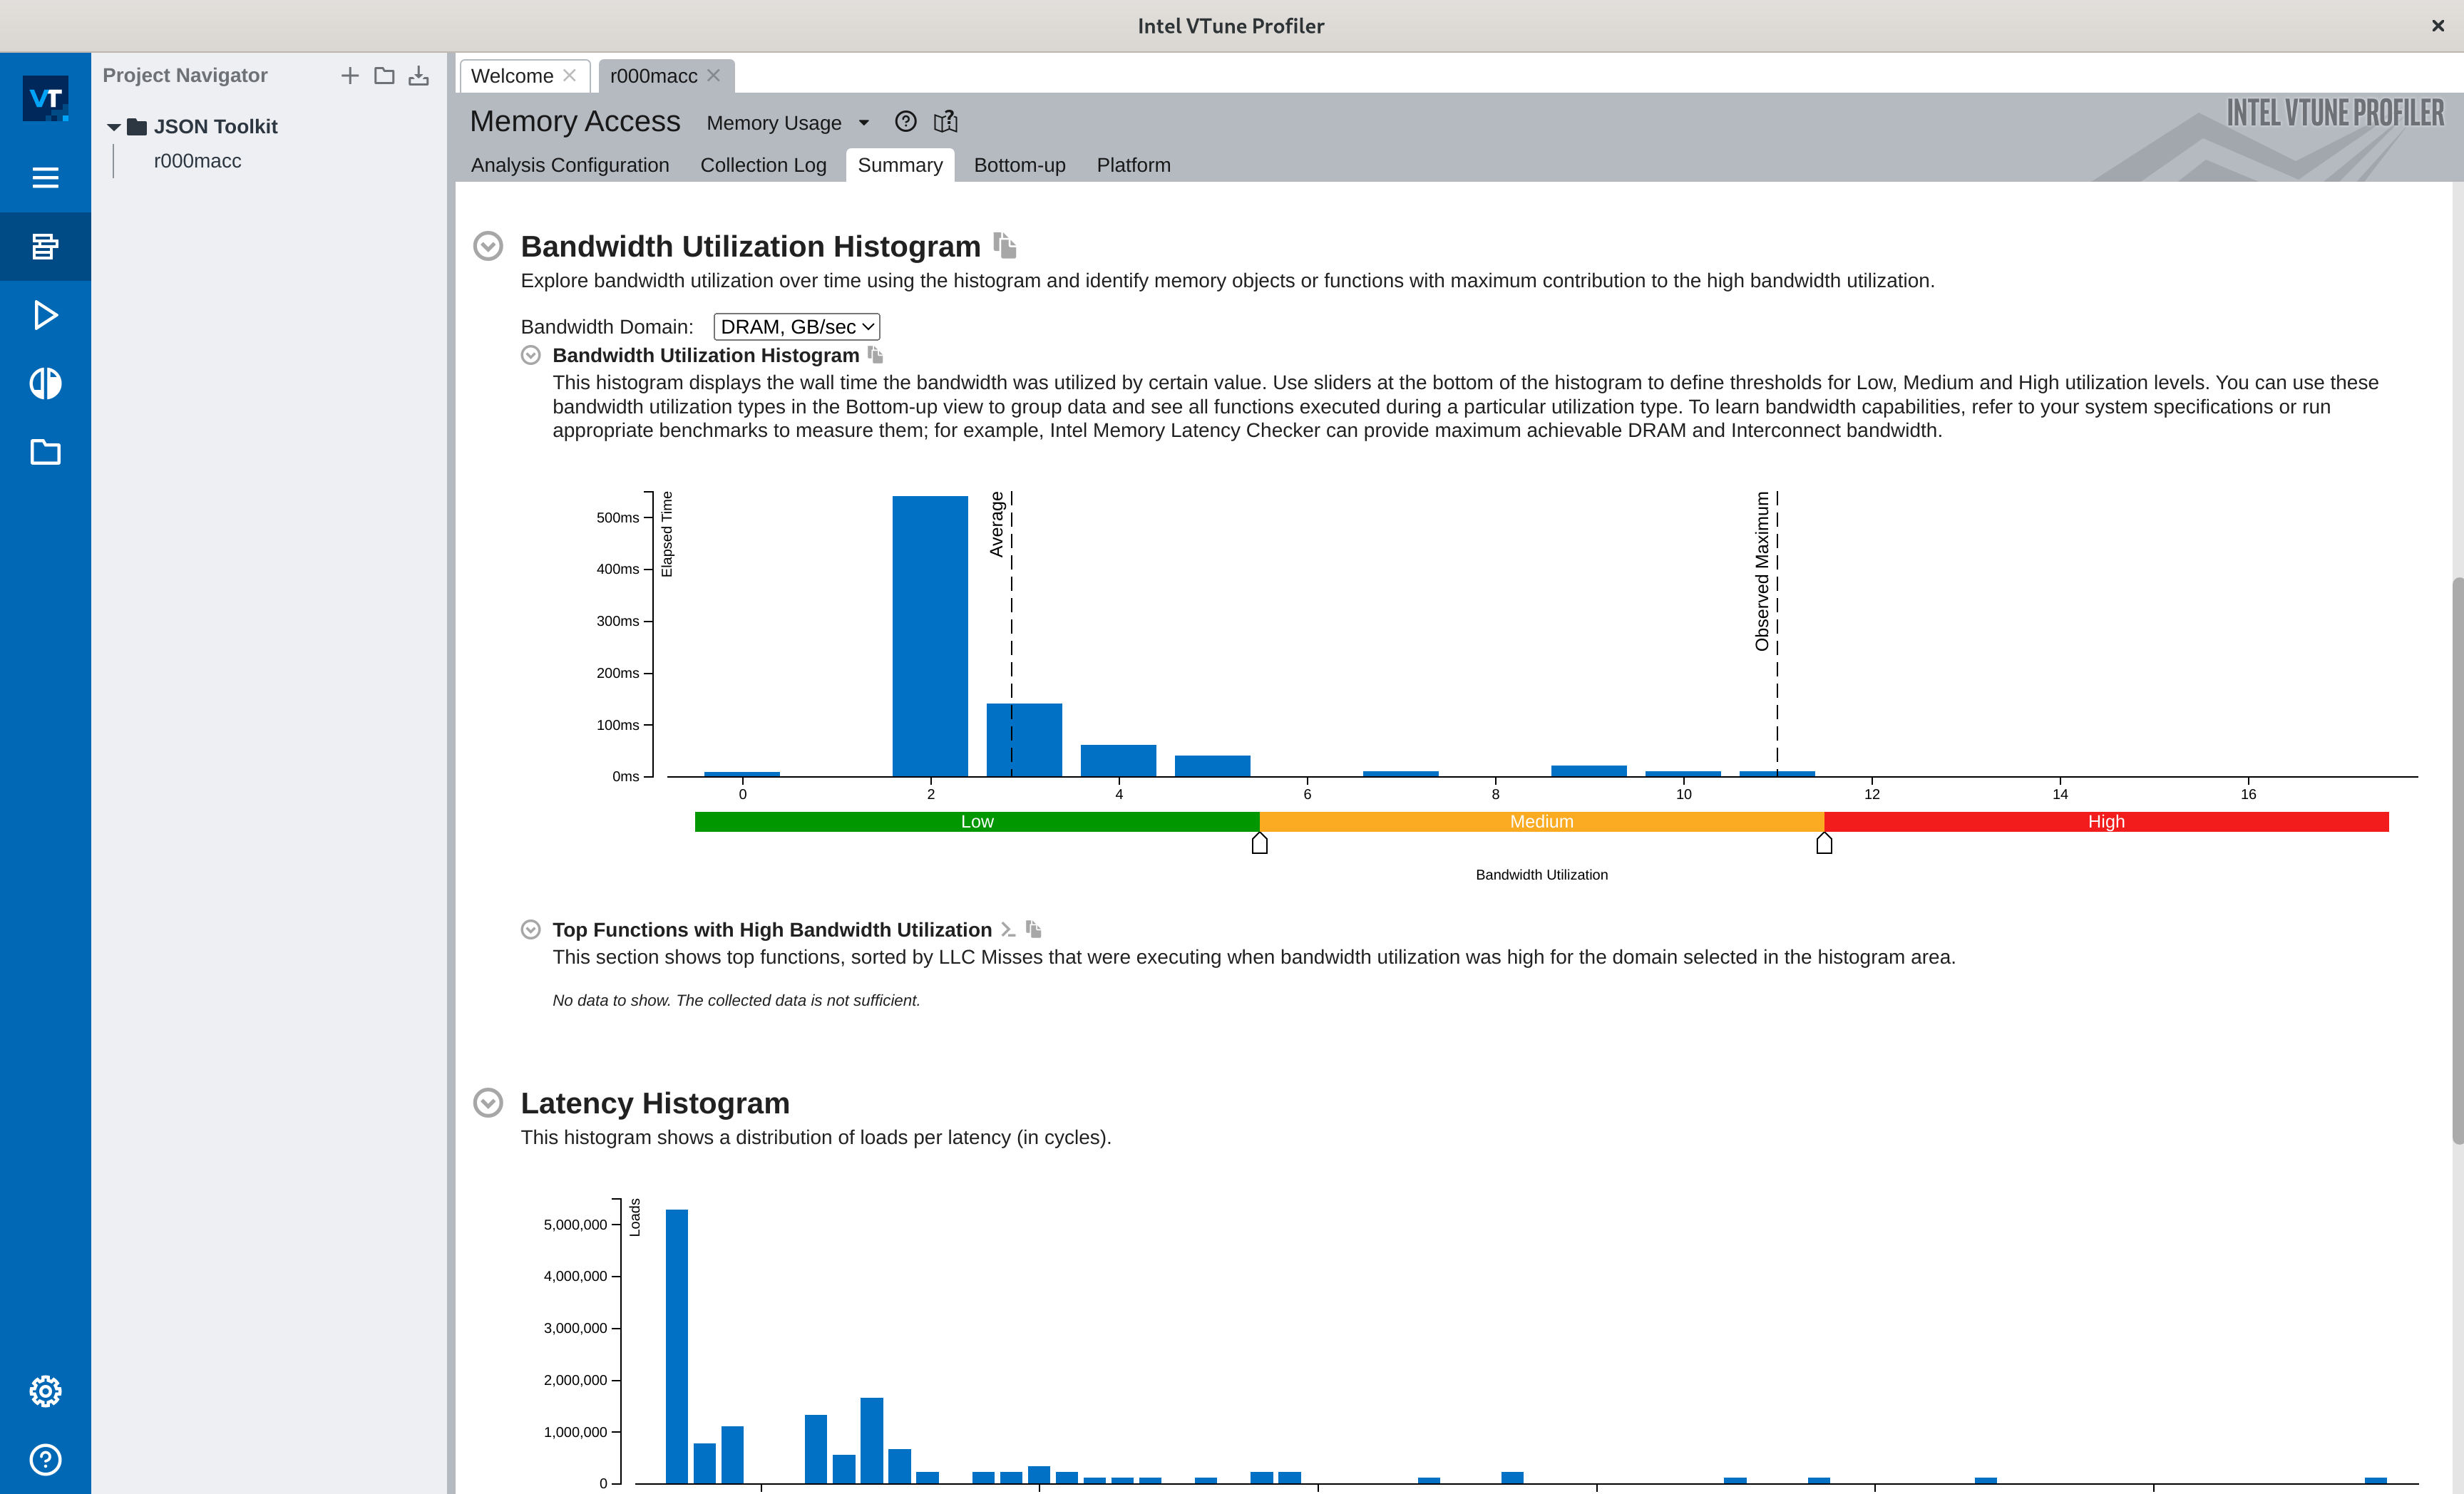 Intel VTune Profiler
VT
Project Navigator
JSON Toolkit
r000macc
Welcome
r000macc
Memory Access
Memory Usage
INTEL VTUNE PROFILER
Analysis Configuration
Collection Log
Summary
Bottom-up
Platform
Bandwidth Utilization Histogram
Explore bandwidth utilization over time using the histogram and identify memory objects or functions with maximum contribution to the high bandwidth utilization.
Bandwidth Domain: DRAM, GB/sec
Bandwidth Utilization Histogram
This histogram displays the wall time the bandwidth was utilized by certain value. Use sliders at the bottom of the histogram to define thresholds for Low, Medium and High utilization levels. You can use these
bandwidth utilization types in the Bottom-up view to group data and see all functions executed during a particular utilization type. To learn bandwidth capabilities, refer to your system specifications or run
appropriate benchmarks to measure them; for example, Intel Memory Latency Checker can provide maximum achievable DRAM and Interconnect bandwidth.
Elapsed Time
Average
Observed Maximum
500ms
400ms
300ms
200ms
100ms
0ms
0 2 4 6 8 10 12 14 16
Low
Medium
High
Bandwidth Utilization
Top Functions with High Bandwidth Utilization
This section shows top functions, sorted by LLC Misses that were executing when bandwidth utilization was high for the domain selected in the histogram area.
No data to show. The collected data is not sufficient.
Latency Histogram
This histogram shows a distribution of loads per latency (in cycles).
Loads
5,000,000
4,000,000
3,000,000
2,000,000
1,000,000
0